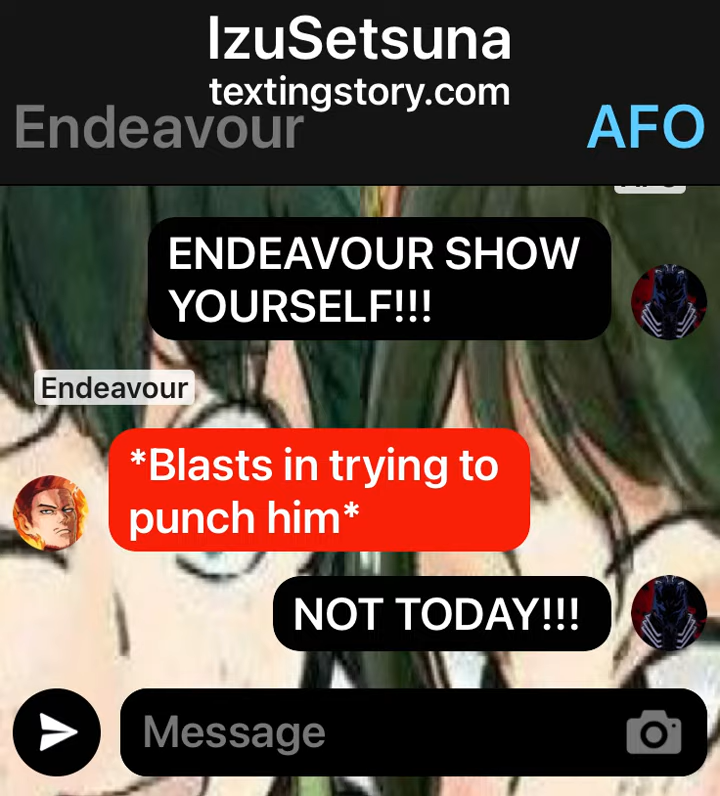 IzuSetsuna
textingstory.com
Endeavour
AFO
ENDEAVOUR SHOW
YOURSELF!!!
Endeavour
*Blasts in trying to
punch him*
NOT TODAY!!!
Message